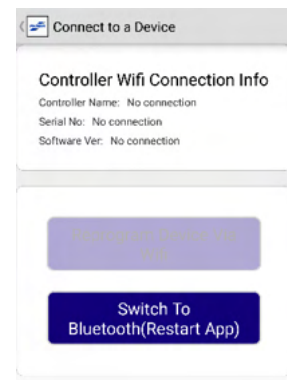 Connect to a Device
Controller Wifi Connection Info
Controller Name: No connection
Serial No: No connection
Software Ver: No connection
Switch To
Bluetooth(Restart App)